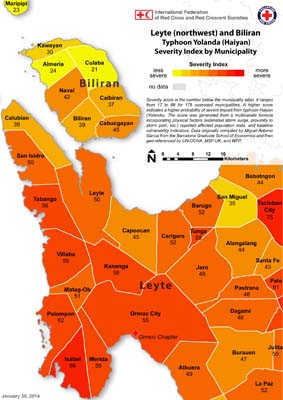 Maripipi
23
International Federation
of Red Cross and Red Crescent Societies
Leyte (northwest) and Biliran
Typhoon Yolanda (Haiyan)
Severity Index by Municipality
Severity Index
less
severe
more
severe
no data
Severity score is the number below the municipality label. It ranges
from 17 to 98 for 178 assessed municipalities. A higher score
indicates a higher probability of severe impact from typhoon Haiyan
(Yolanda). The score was generated from a multivariate formula
incorporating physical factors (estimated storm surge, proximity to
storm path, etc.) reported affected population stats, and baseline
vulnerability indicators. Data originally compiled by Miguel Antonio
Garcia from the Barcelona Graduate School of Economics and then
georeferenced by UN-OCHA, MSF-UK, and WFP.
N
0
12
Kilometers
Kawayan
30
Almeria
24
Culaba
21
Biliran
Naval
42
Caibiran
37
Biliran
39
Cabucgayan
45
Calubian
39
San Isidro
50
Leyte
50
Babatngon
44
San Miguel
35
Tacloban
City
75
Tabango
56
Barugo
52
Tunga
58
Capoocan
45
Carigara
52
Alangalang
44
Villaba
59
Santa Fe
43
Kananga
58
Jaro
48
Pastrana
48
Palo
61
Leyte
Matag-Ob
51
Palompon
62
Ormoc City
55
Dagami
48
Ormoc Chapter
Isabel
66
Merida
56
Burauen
47
Julita
50
Albuera
49
La Paz
52
January 30, 2014